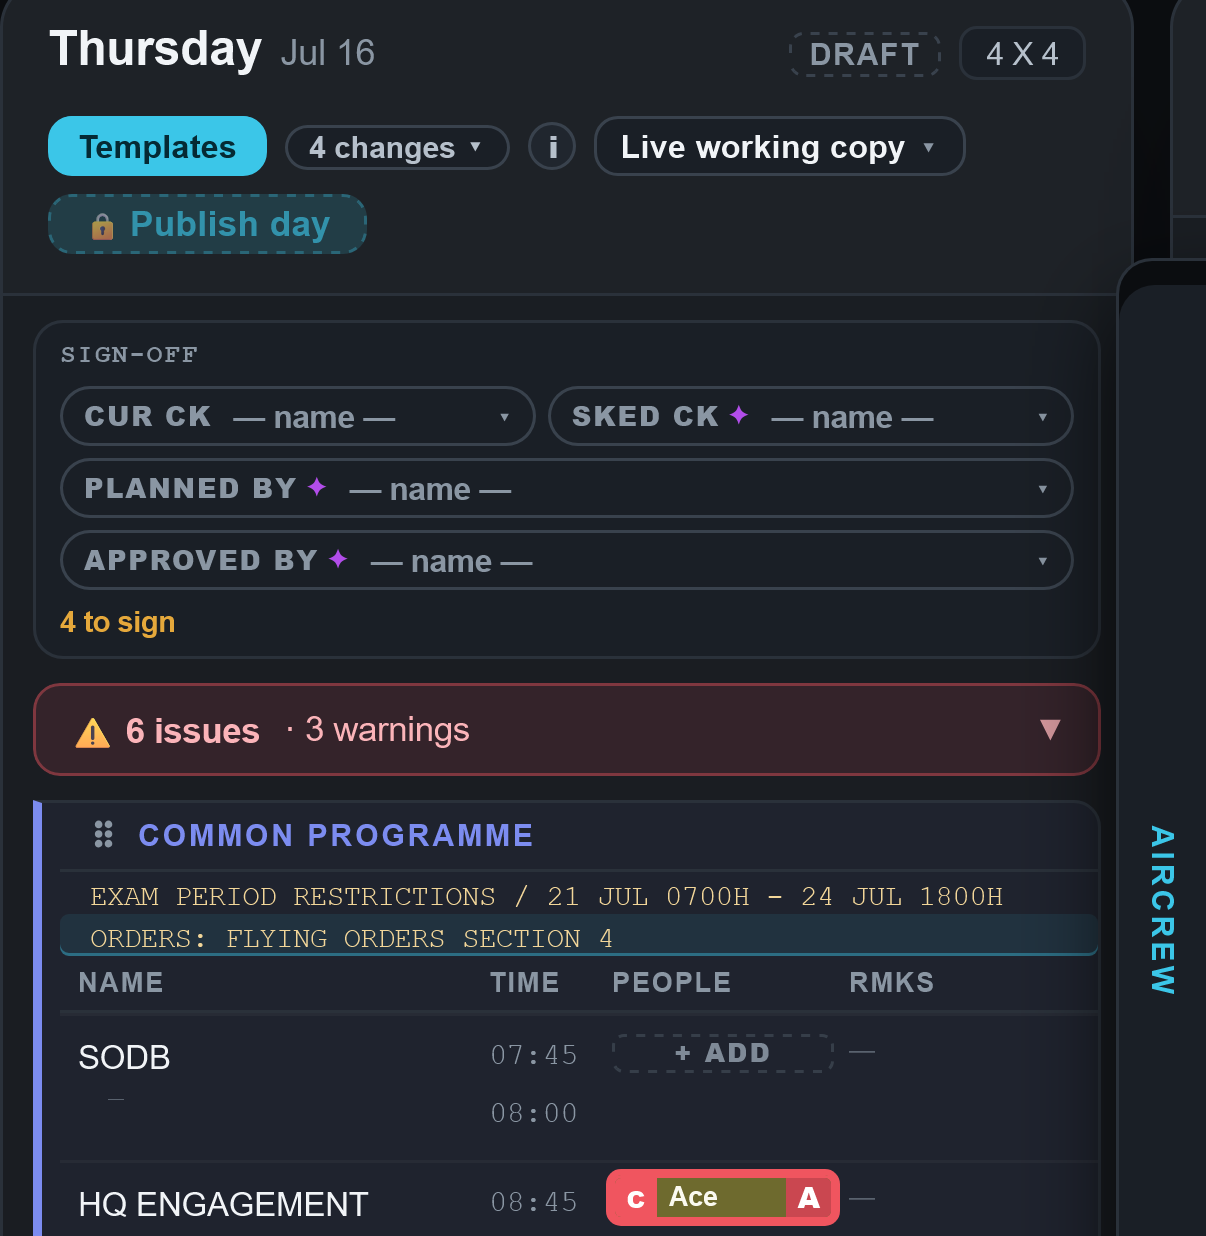 Thursday Jul 16 DRAFT 4 X 4
Templates 4 changes ▼ i Live working copy ▼
🔒 Publish day
SIGN-OFF
CUR CK — name — ▼ SKED CK ✦ — name — ▼
PLANNED BY ✦ — name — ▼
APPROVED BY ✦ — name — ▼
4 to sign
⚠️ 6 issues · 3 warnings ▼
COMMON PROGRAMME
EXAM PERIOD RESTRICTIONS / 21 JUL 0700H - 24 JUL 1800H
ORDERS: FLYING ORDERS SECTION 4
NAME TIME PEOPLE RMKS
SODB 07:45 + ADD —
— 08:00
HQ ENGAGEMENT 08:45 C Ace A —
AIRCREW